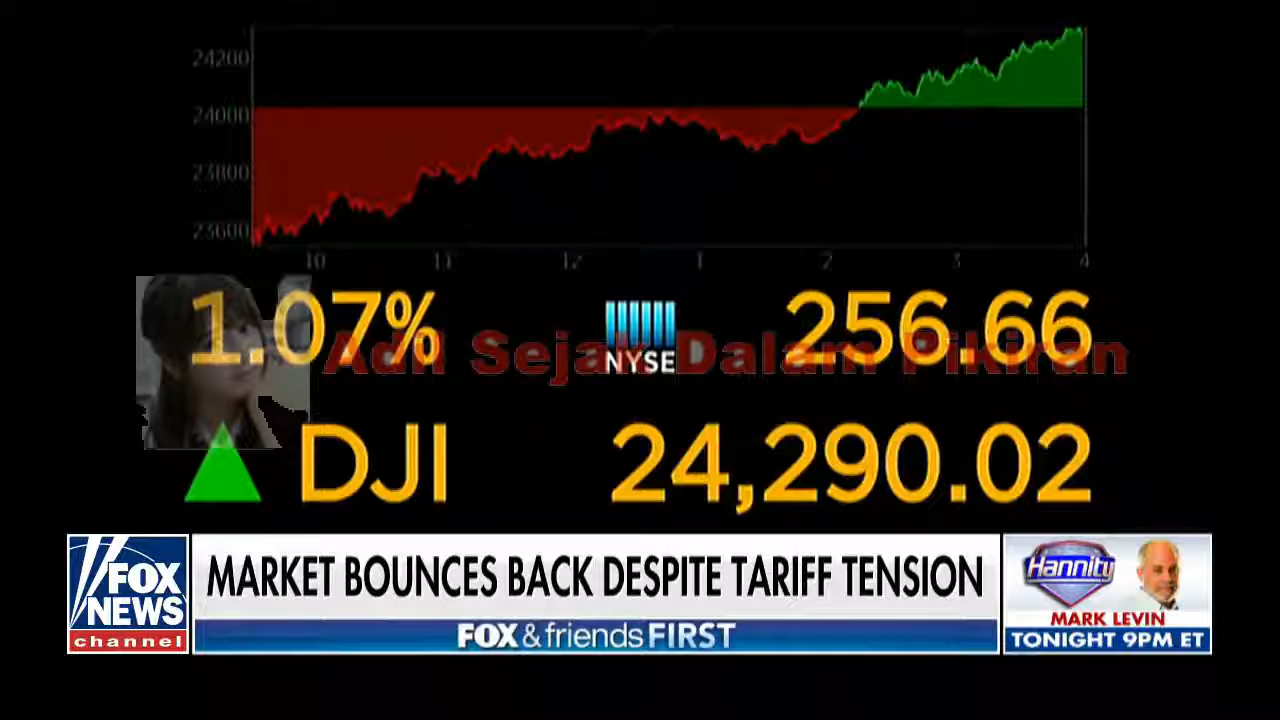 24200
24000
23800
23600
10 11 12 1 2 3 4
1.07% NYSE 256.66
Adil Sejak Dalam Pikiran
DJI 24,290.02
FOX NEWS channel
MARKET BOUNCES BACK DESPITE TARIFF TENSION
FOX & friends FIRST
Hannity
MARK LEVIN
TONIGHT 9PM ET